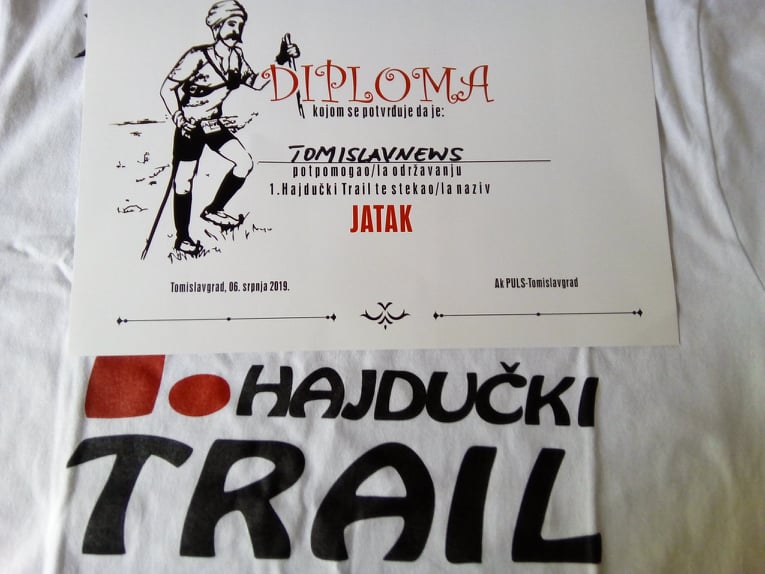 DIPLOMA
kojom se potvrđuje da je:
TOMISLAVNEWS
potpomogao/la održavanju
1.Hajdučki Trail te stekao/la naziv
JATAK
Tomislavgrad, 06. srpnja 2019.
Ak PULS-Tomislavgrad
1.HAJDUČKI
TRAIL